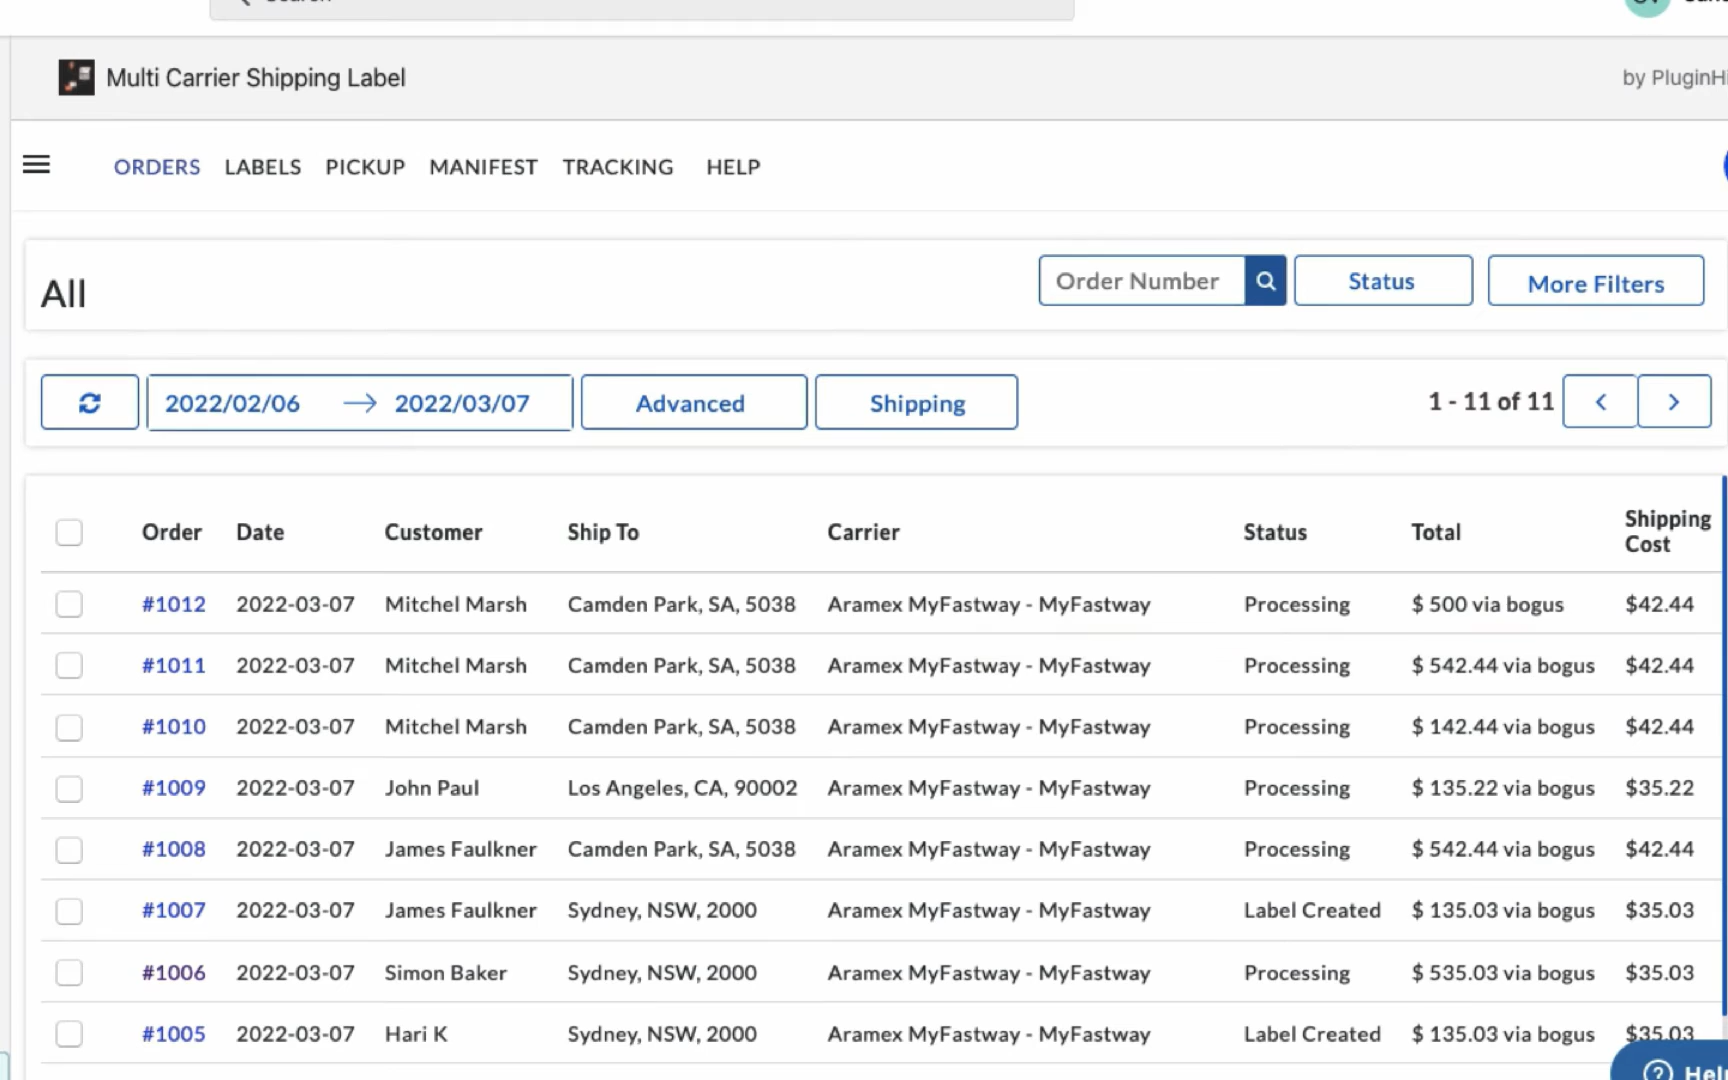 Multi Carrier Shipping Label
by PluginHi
ORDERS LABELS PICKUP MANIFEST TRACKING HELP
All
Order Number Status More Filters
2022/02/06 → 2022/03/07 Advanced Shipping 1 - 11 of 11
Order Date Customer Ship To Carrier Status Total Shipping Cost
#1012 2022-03-07 Mitchel Marsh Camden Park, SA, 5038 Aramex MyFastway - MyFastway Processing $ 500 via bogus $42.44
#1011 2022-03-07 Mitchel Marsh Camden Park, SA, 5038 Aramex MyFastway - MyFastway Processing $ 542.44 via bogus $42.44
#1010 2022-03-07 Mitchel Marsh Camden Park, SA, 5038 Aramex MyFastway - MyFastway Processing $ 142.44 via bogus $42.44
#1009 2022-03-07 John Paul Los Angeles, CA, 90002 Aramex MyFastway - MyFastway Processing $ 135.22 via bogus $35.22
#1008 2022-03-07 James Faulkner Camden Park, SA, 5038 Aramex MyFastway - MyFastway Processing $ 542.44 via bogus $42.44
#1007 2022-03-07 James Faulkner Sydney, NSW, 2000 Aramex MyFastway - MyFastway Label Created $ 135.03 via bogus $35.03
#1006 2022-03-07 Simon Baker Sydney, NSW, 2000 Aramex MyFastway - MyFastway Processing $ 535.03 via bogus $35.03
#1005 2022-03-07 Hari K Sydney, NSW, 2000 Aramex MyFastway - MyFastway Label Created $ 135.03 via bogus $35.03